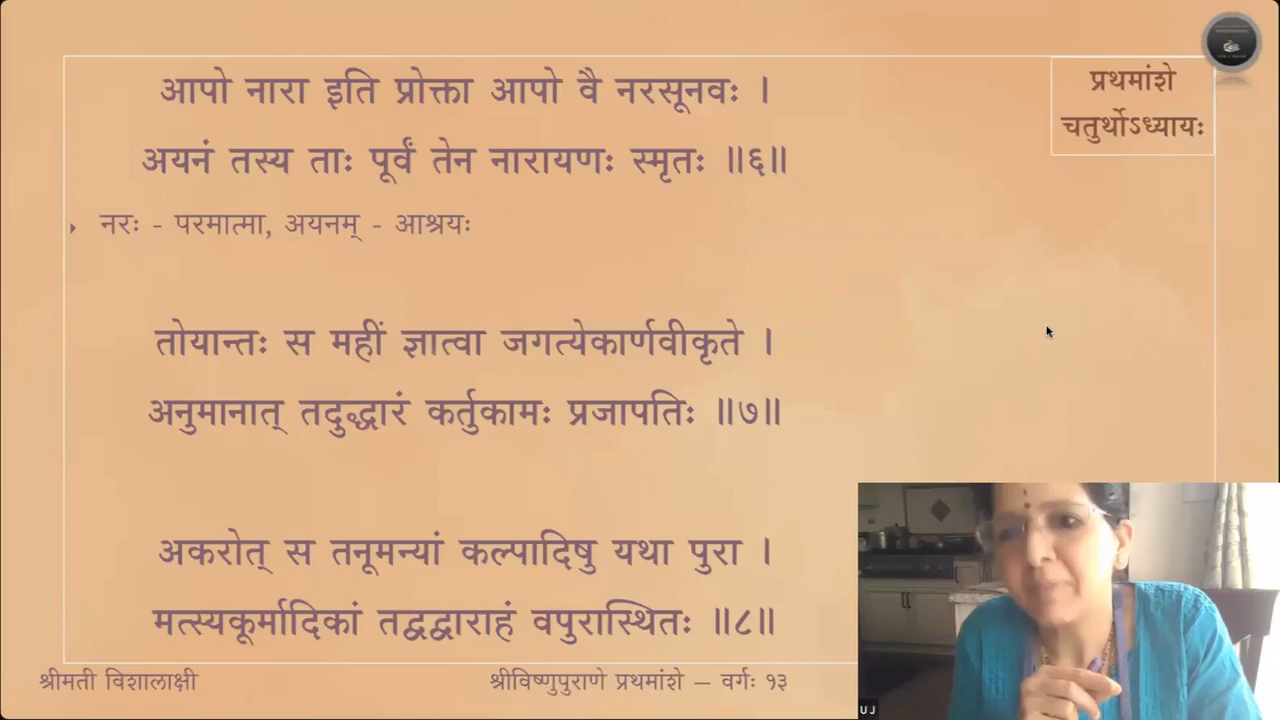 आपो नारा इति प्रोक्ता आपो वै नरसूनवः ।
अयनं तस्य ताः पूर्वं तेन नारायणः स्मृतः ॥६॥
नरः - परमात्मा, अयनम् - आश्रयः
तोयान्तः स महीं ज्ञात्वा जगत्येकार्णवीकृते ।
अनुमानात् तदुद्धारं कर्तुकामः प्रजापतिः ॥७॥
अकरोत् स तनूमन्यां कल्पादिषु यथा पुरा ।
मत्स्यकूर्मादिकां तद्वद्वाराहं वपुरास्थितः ॥८॥
प्रथमांशे
चतुर्थोऽध्यायः
श्रीमती विशालाक्षी
श्रीविष्णुपुराणे प्रथमांशे – वर्गः १३
U J